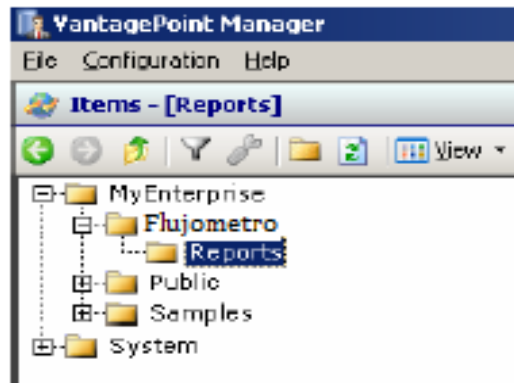 VantagePoint Manager
File Configuration Help
Items - [Reports]
View
MyEnterprise
Flujometro
Reports
Public
Samples
System